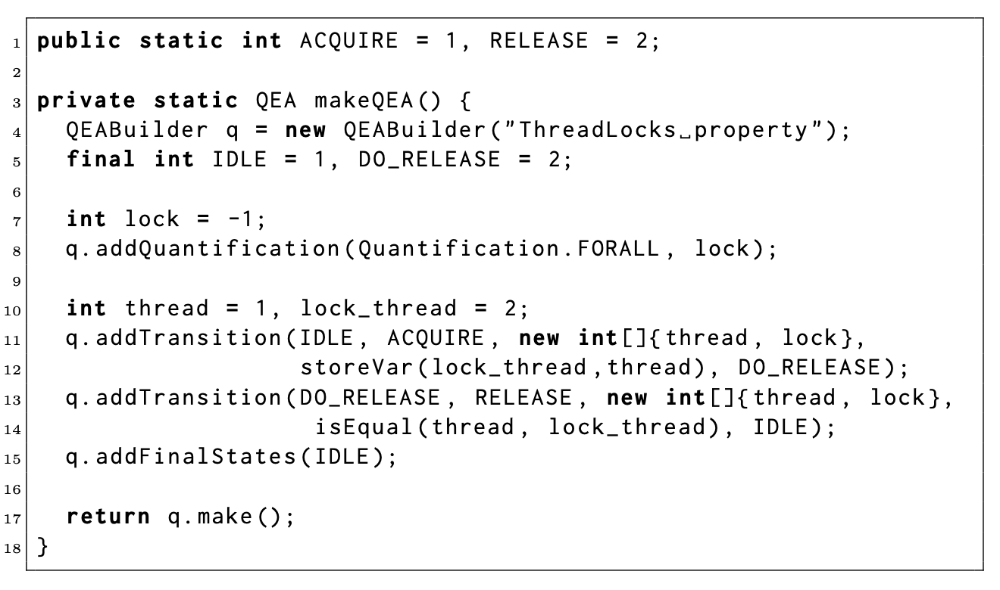 1 public static int ACQUIRE = 1, RELEASE = 2;
2
3 private static QEA makeQEA() {
4   QEABuilder q = new QEABuilder("ThreadLocks␣property");
5   final int IDLE = 1, DO_RELEASE = 2;
6
7   int lock = -1;
8   q.addQuantification(Quantification.FORALL, lock);
9
10   int thread = 1, lock_thread = 2;
11   q.addTransition(IDLE, ACQUIRE, new int[]{thread, lock},
12                   storeVar(lock_thread,thread), DO_RELEASE);
13   q.addTransition(DO_RELEASE, RELEASE, new int[]{thread, lock},
14                    isEqual(thread, lock_thread), IDLE);
15   q.addFinalStates(IDLE);
16
17   return q.make();
18 }